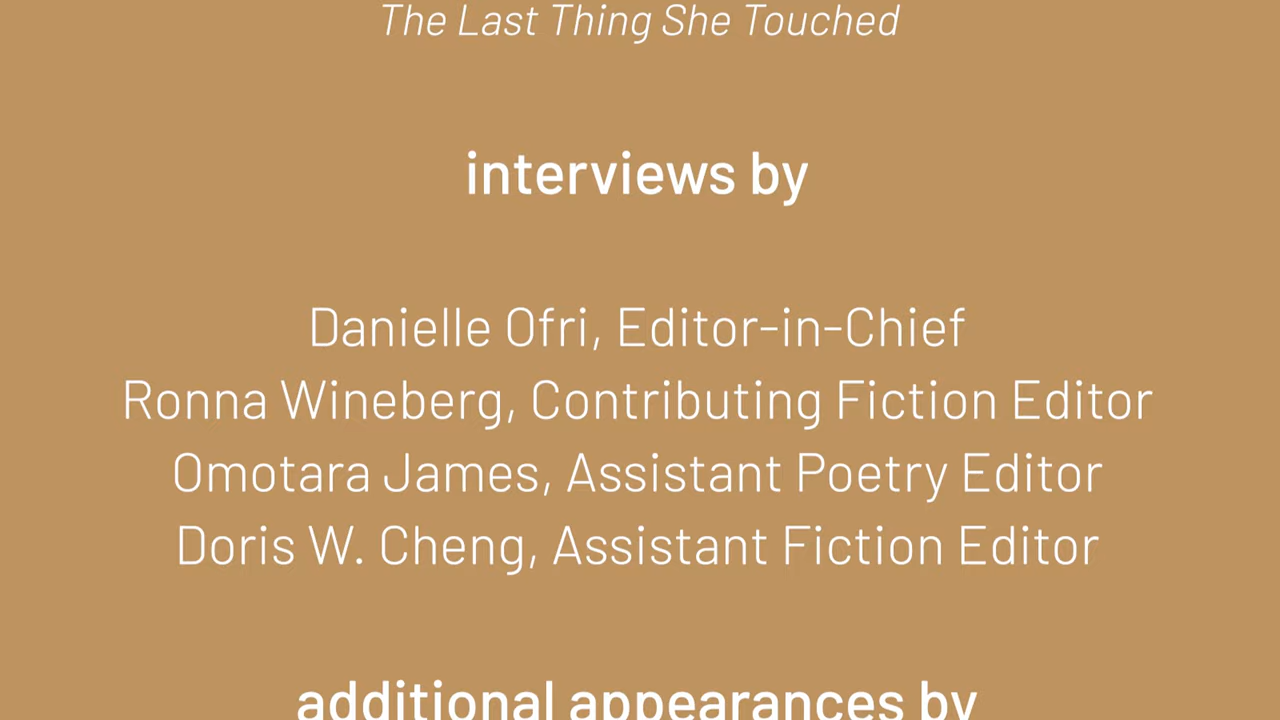 The Last Thing She Touched
interviews by
Danielle Ofri, Editor-in-Chief
Ronna Wineberg, Contributing Fiction Editor
Omotara James, Assistant Poetry Editor
Doris W. Cheng, Assistant Fiction Editor
additional appearances by